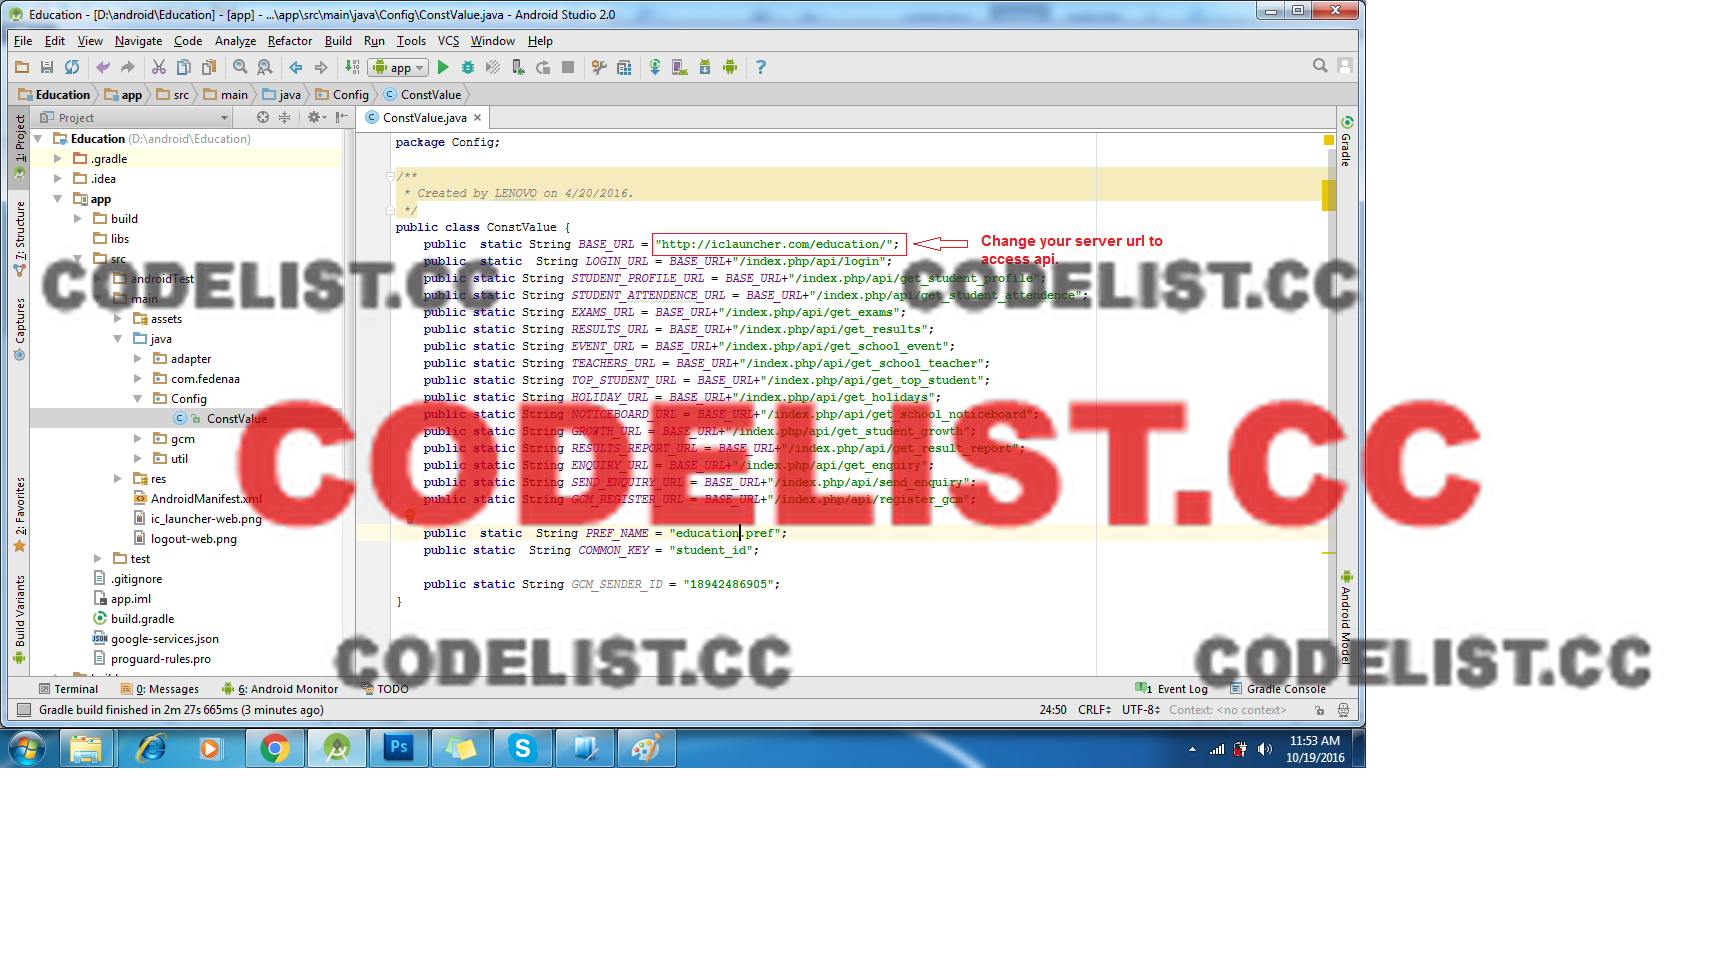 Education - [D:\android\Education] - [app] - ...\app\src\main\java\Config\ConstValue.java - Android Studio 2.0
File Edit View Navigate Code Analyze Refactor Build Run Tools VCS Window Help
app
Education app src main java Config ConstValue
Project
ConstValue.java
1: Project
7: Structure
Captures
2: Favorites
Build Variants
Education (D:\android\Education)
.gradle
.idea
app
build
libs
src
androidTest
main
assets
java
adapter
com.fedenaa
Config
ConstValue
gcm
util
res
AndroidManifest.xml
ic_launcher-web.png
logout-web.png
test
.gitignore
app.iml
build.gradle
google-services.json
proguard-rules.pro
package Config;
/**
* Created by LENOVO on 4/20/2016.
*/
public class ConstValue {
public  static String BASE_URL = "http://iclauncher.com/education/";
public static  String LOGIN_URL = BASE_URL+"/index.php/api/login";
public static String STUDENT_PROFILE_URL = BASE_URL+"/index.php/api/get_student_profile";
public static String STUDENT_ATTENDENCE_URL = BASE_URL+"/index.php/api/get_student_attendence";
public static String EXAMS_URL = BASE_URL+"/index.php/api/get_exams";
public static String RESULTS_URL = BASE_URL+"/index.php/api/get_results";
public static String EVENT_URL = BASE_URL+"/index.php/api/get_school_event";
public static String TEACHERS_URL = BASE_URL+"/index.php/api/get_school_teacher";
public static String TOP_STUDENT_URL = BASE_URL+"/index.php/api/get_top_student";
public static String HOLIDAY_URL = BASE_URL+"/index.php/api/get_holidays";
public static String NOTICEBOARD_URL = BASE_URL+"/index.php/api/get_school_noticeboard";
public static String GROWTH_URL = BASE_URL+"/index.php/api/get_student_growth";
public static String RESULTS_REPORT_URL = BASE_URL+"/index.php/api/get_result_report";
public static String ENQUIRY_URL = BASE_URL+"/index.php/api/get_enquiry";
public static String SEND_ENQUIRY_URL = BASE_URL+"/index.php/api/send_enquiry";
public static String GCM_REGISTER_URL = BASE_URL+"/index.php/api/register_gcm";
public  static  String PREF_NAME = "education.pref";
public static  String COMMON_KEY = "student_id";
public static String GCM_SENDER_ID = "18942486905";
}
Change your server url to
access api.
Gradle
Android Model
CODELIST.CC
CODELIST.CC
CODELIST.CC
CODELIST.CC
CODELIST.CC
Terminal 0: Messages 6: Android Monitor TODO 1 Event Log Gradle Console
Gradle build finished in 2m 27s 665ms (3 minutes ago) 24:50 CRLF UTF-8 Context: <no context>
Ps
11:53 AM
10/19/2016